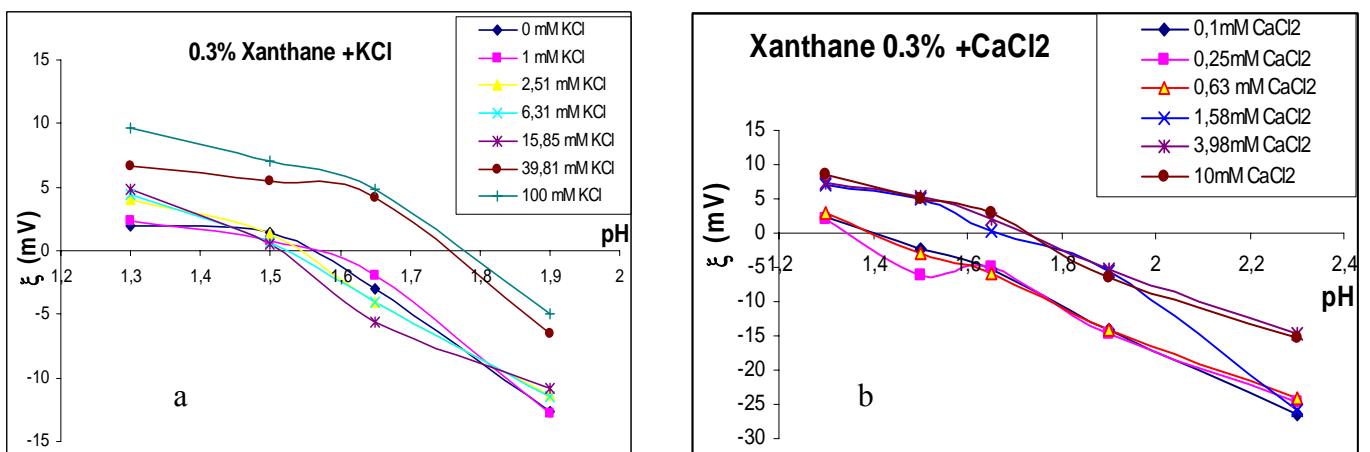 0.3% Xanthane +KCl
0 mM KCl
1 mM KCl
2,51 mM KCl
6,31 mM KCl
15,85 mM KCl
39,81 mM KCl
100 mM KCl
15
10
5
0
-5
-10
-15
ξ (mV)
1,2
1,3
1,4
1,5
1,6
1,7
1,8
1,9
2
pH
a
Xanthane 0.3% +CaCl2
0,1mM CaCl2
0,25mM CaCl2
0,63 mM CaCl2
1,58mM CaCl2
3,98mM CaCl2
10mM CaCl2
15
10
5
0
-5
-10
-15
-20
-25
-30
ξ (mV)
1,2
1,4
1,6
1,8
2
2,2
2,4
pH
b